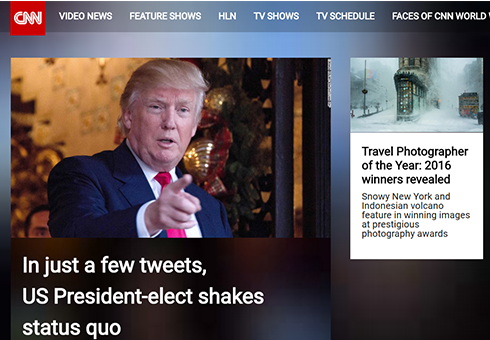 CNN
VIDEO NEWS FEATURE SHOWS HLN TV SHOWS TV SCHEDULE FACES OF CNN WORLD
In just a few tweets,
US President-elect shakes
status quo
Travel Photographer
of the Year: 2016
winners revealed
Snowy New York and
Indonesian volcano
feature in winning images
at prestigious
photography awards